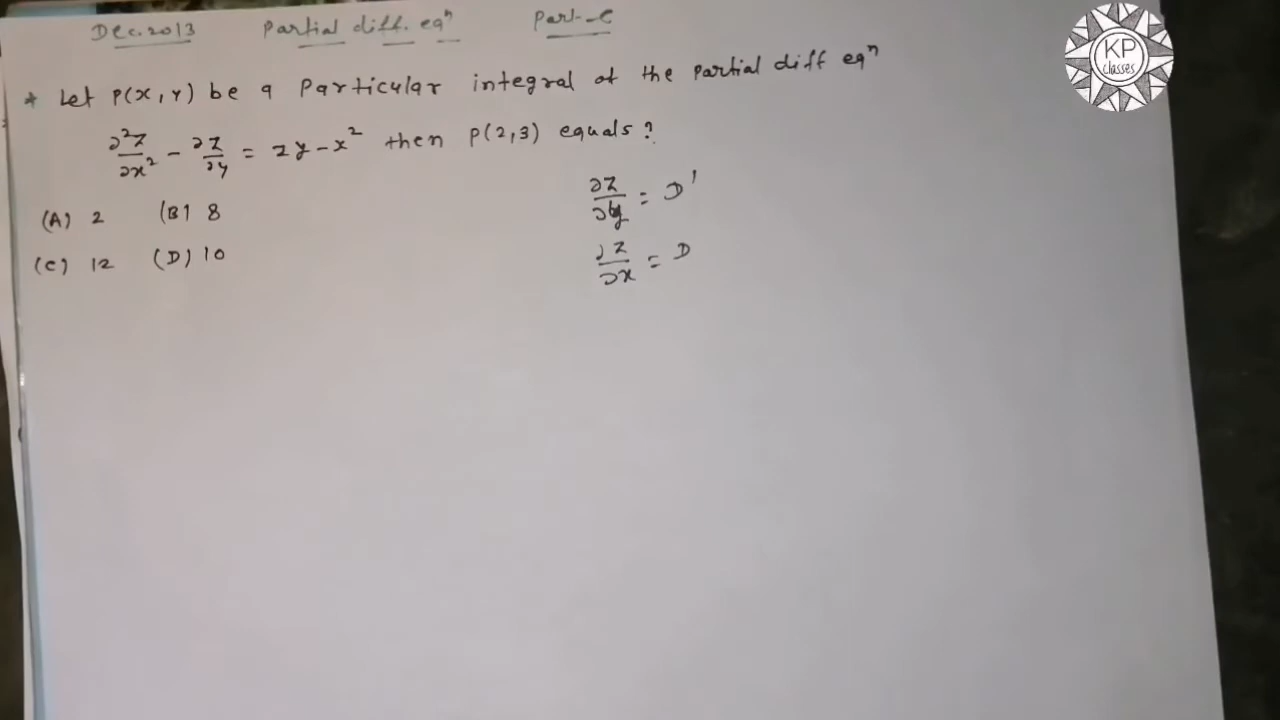 Dec. 2013 Partial diff. eqⁿ Part-C
KP classes
* Let P(x, y) be a particular integral of the partial diff eqⁿ
∂²z/∂x² - ∂z/∂y = 2y - x² then P(2,3) equals?
(A) 2 (B) 8
(C) 12 (D) 10
∂z/∂y = D'
∂z/∂x = D